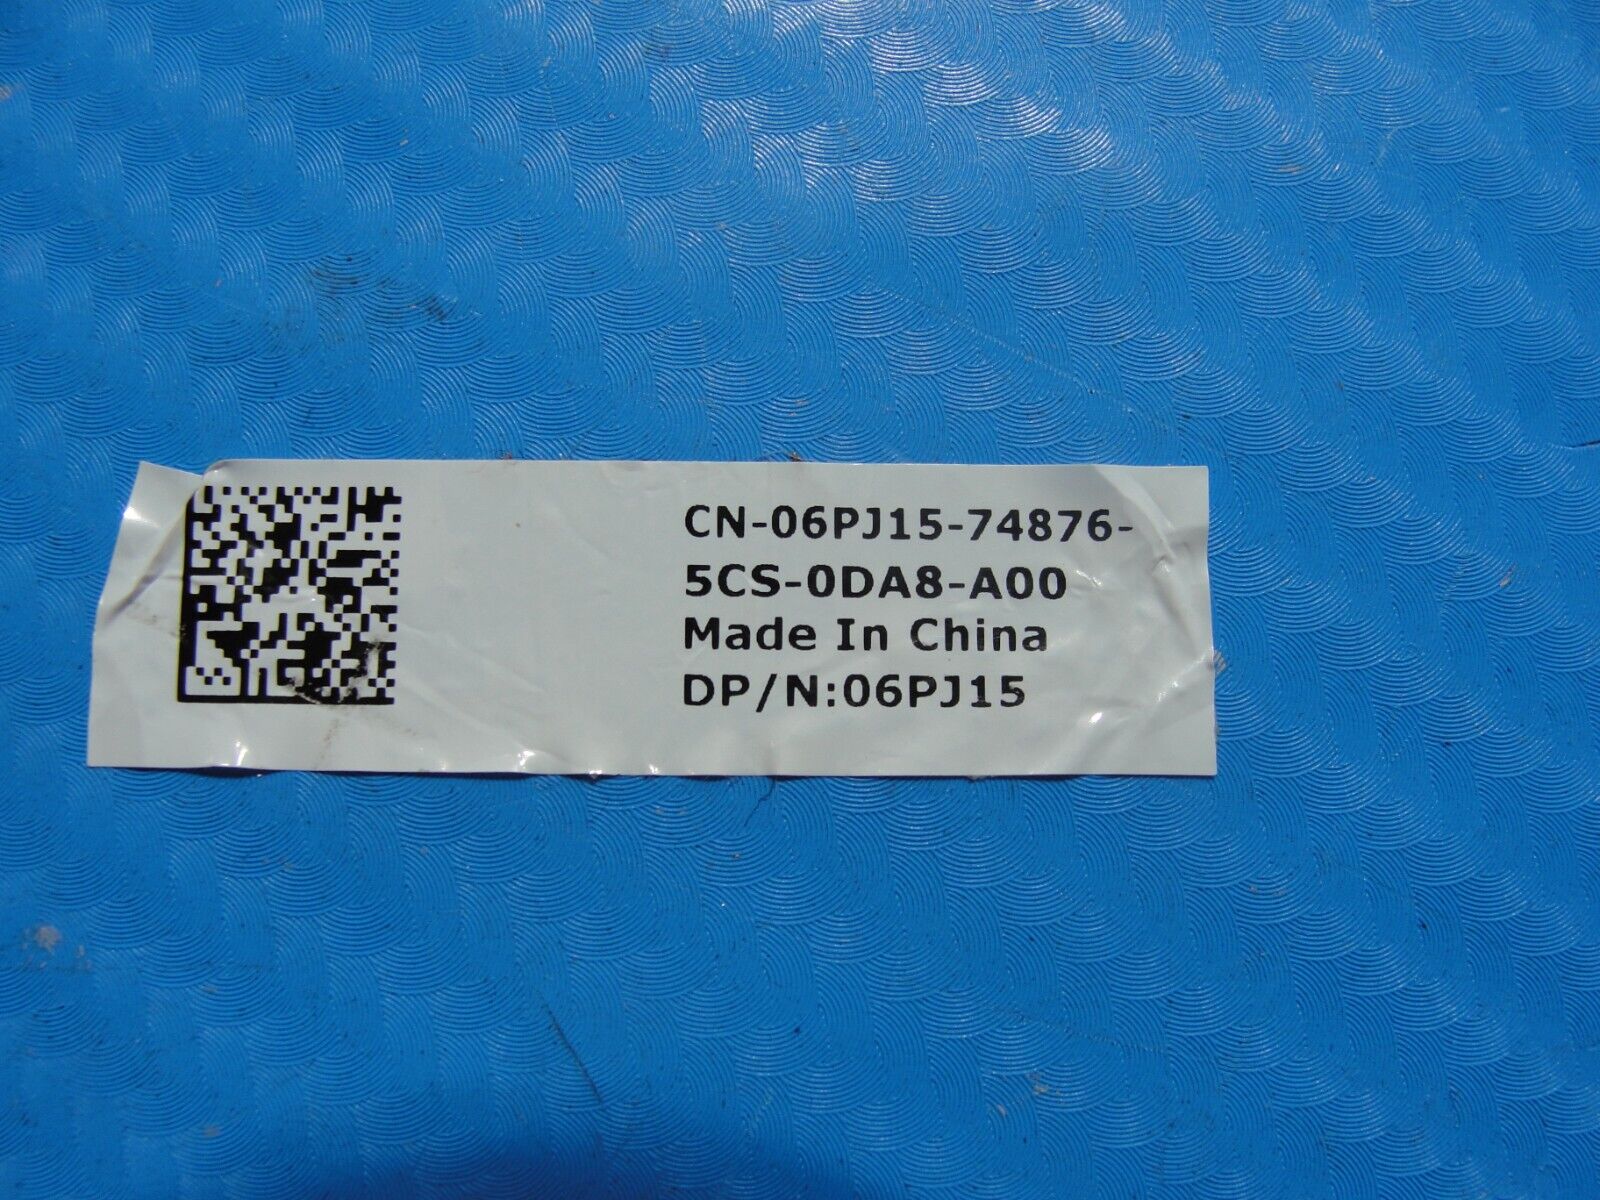 CN-06PJ15-74876-
5CS-0DA8-A00
Made In China
DP/N:06PJ15